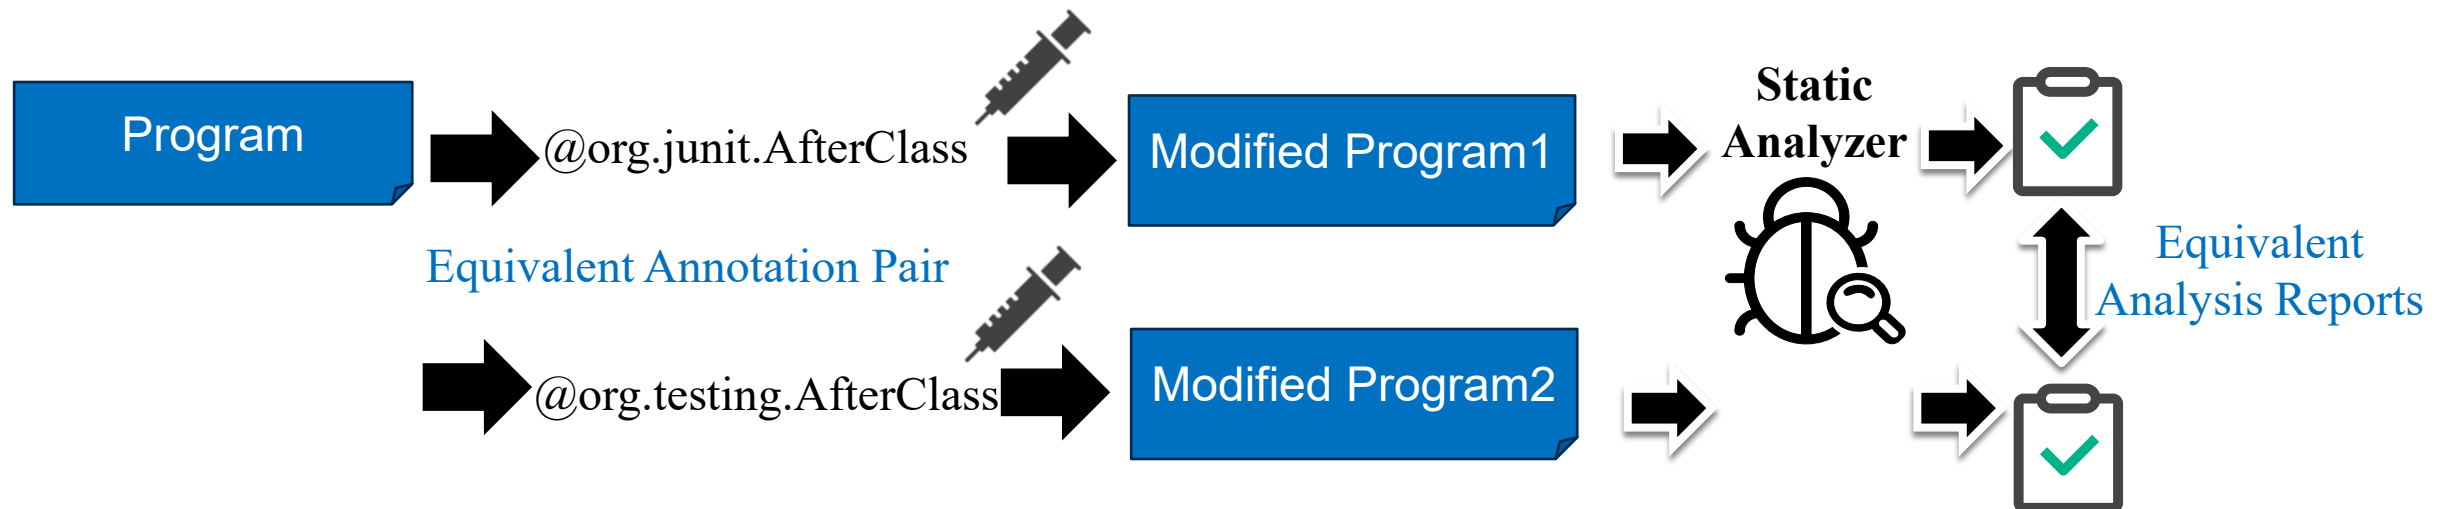 Program
@org.junit.AfterClass
Modified Program1
Static
Analyzer
Equivalent Annotation Pair
Equivalent
Analysis Reports
@org.testing.AfterClass
Modified Program2